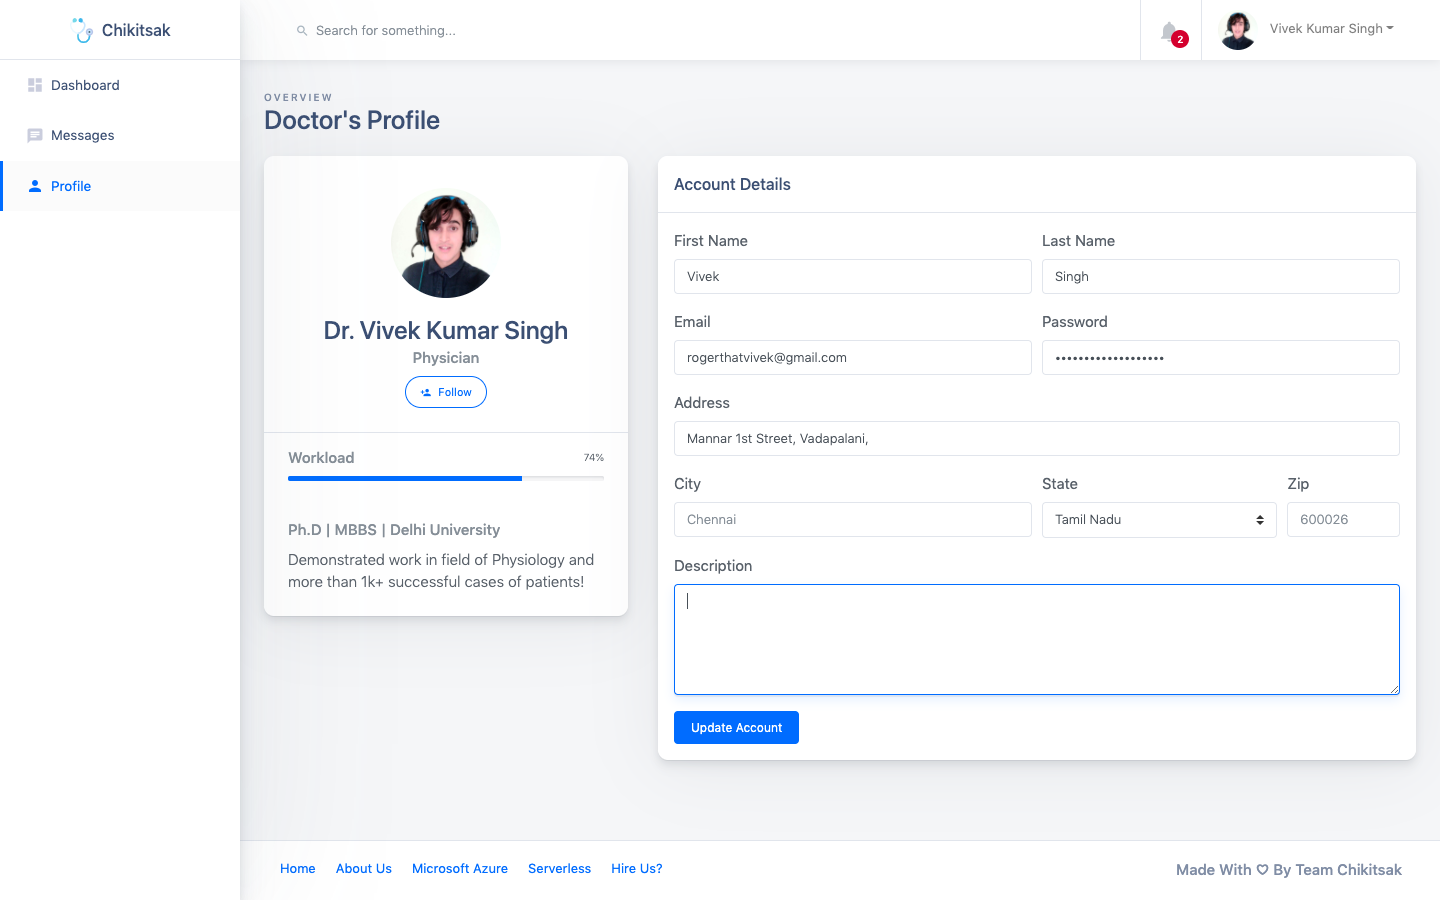 Chikitsak
Search for something...
2
Vivek Kumar Singh
Dashboard
Messages
Profile
OVERVIEW
Doctor's Profile
Dr. Vivek Kumar Singh
Physician
Follow
Workload
74%
Ph.D | MBBS | Delhi University
Demonstrated work in field of Physiology and
more than 1k+ successful cases of patients!
Account Details
First Name
Last Name
Vivek
Singh
Email
Password
rogerthatvivek@gmail.com
•••••••••••••••••••
Address
Mannar 1st Street, Vadapalani,
City
State
Zip
Chennai
Tamil Nadu
600026
Description
Update Account
Home
About Us
Microsoft Azure
Serverless
Hire Us?
Made With ♡ By Team Chikitsak